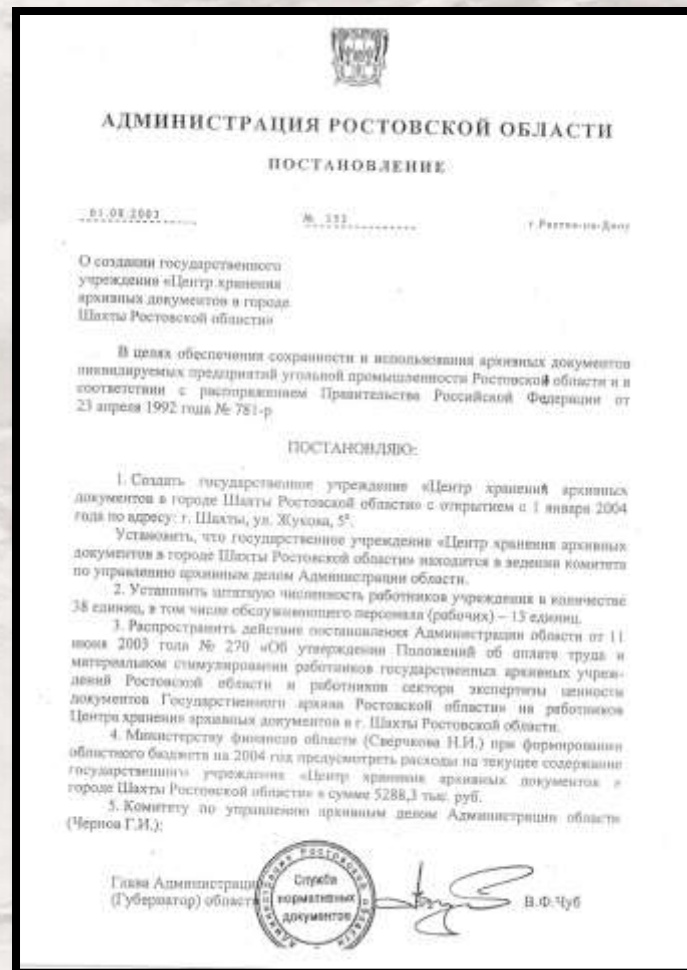 АДМИНИСТРАЦИЯ РОСТОВСКОЙ ОБЛАСТИ
ПОСТАНОВЛЕНИЕ
01.08.2003 № г.Ростов-на-Дону
О создании государственного
учреждения «Центр хранения
архивных документов в городе
Шахты Ростовской области»
В целях обеспечения сохранности и использования архивных документов
ликвидируемых предприятий угольной промышленности Ростовской области и в
соответствии с распоряжением Правительства Российской Федерации от
23 апреля 1992 года № 781-р
ПОСТАНОВЛЯЮ:
1. Создать государственное учреждение «Центр хранения архивных
документов в городе Шахты Ростовской области» с открытием с 1 января 2004
года по адресу: г. Шахты, ул. Жукова,
Установить, что государственное учреждение «Центр хранения архивных
документов в городе Шахты Ростовской области» находится в ведении комитета
по управлению архивным делом Администрации области.
2. Установить штатную численность работников учреждения в количестве
38 единиц, в том числе обслуживающего персонала (рабочих) – 13 единиц.
3. Распространить действие постановления Администрации области от 11
июня 2003 года № 270 «Об утверждении Положений об оплате труда и
материальном стимулировании работников государственных архивных учреж-
дений Ростовской области и работников сектора экспертизы ценности
документов Государственного архива Ростовской области» на работников
Центра хранения архивных документов в г. Шахты Ростовской области.
4. Министерству финансов области (Сверчкова Н.И.) при формировании
областного бюджета на 2004 год предусмотреть расходы на текущее содержание
государственного учреждения «Центр хранения архивных документов в
городе Шахты Ростовской области» в сумме 5288,3 тыс. руб.
5. Комитету по управлению архивным делом Администрации области
(Чернов Г.И.):
Глава Администрации
(Губернатор) области
Администрация Ростовской области
Служба
нормативных
документов
В.Ф.Чуб